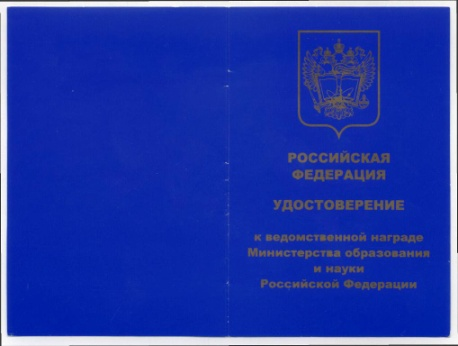 РОССИЙСКАЯ
ФЕДЕРАЦИЯ
УДОСТОВЕРЕНИЕ
к ведомственной награде
Министерства образования
и науки
Российской Федерации